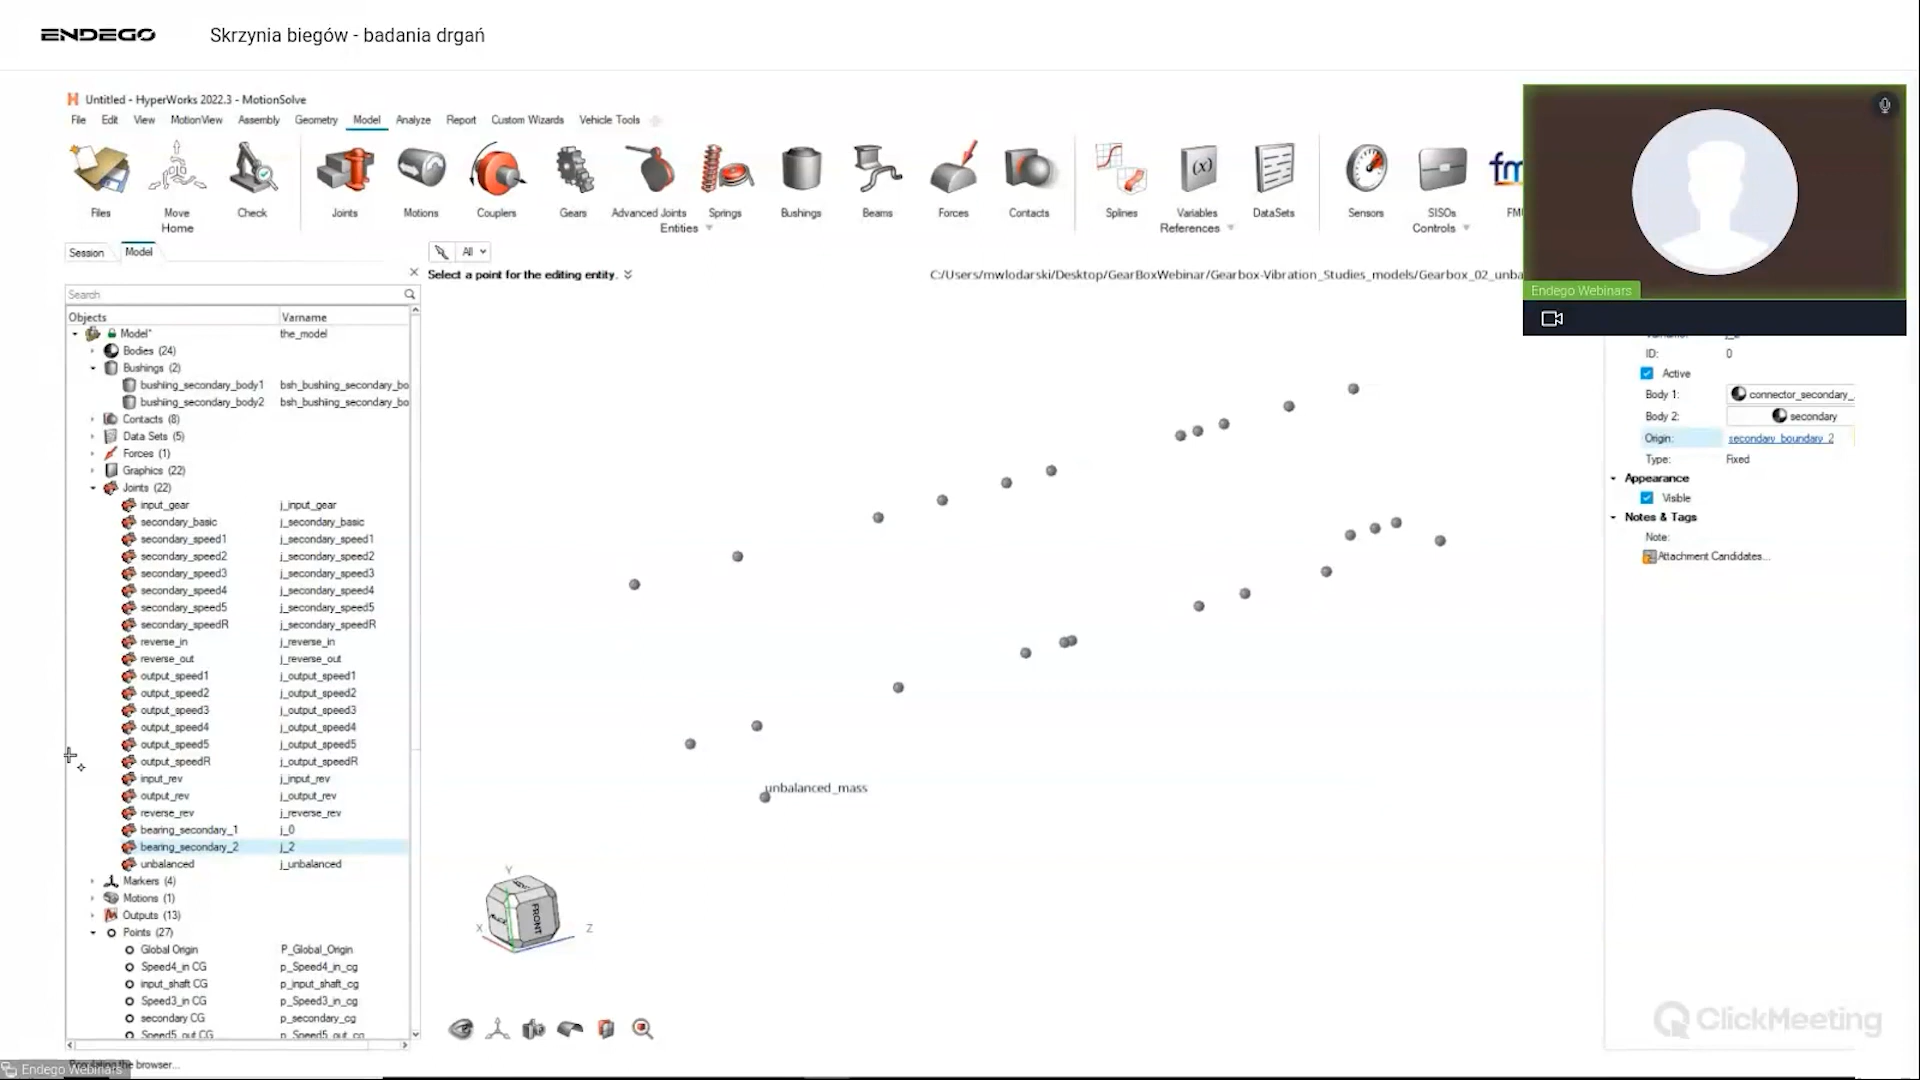 ENDEGO Skrzynia biegów - badania drgań
Untitled - HyperWorks 2022.3 - MotionSolve
File Edit View MotionView Assembly Geometry Model Analyze Report Custom Wizards Vehicle Tools
Files Move Check Joints Motions Couplers Gears Advanced Joints Springs Bushings Beams Forces Contacts Splines Variables DataSets Sensors SISOs
Home Entities References Controls
Session Model All
Select a point for the editing entity.
C:/Users/mwlodarski/Desktop/GearBoxWebinar/Gearbox-Vibration_Studies_models/Gearbox_02_unba
Endego Webinars
Search
Objects Varname
Model* the_model
Bodies (24)
Bushings (2)
bushing_secondary_body1 bsh_bushing_secondary_bo
bushing_secondary_body2 bsh_bushing_secondary_bo
Contacts (8)
Data Sets (5)
Forces (1)
Graphics (22)
Joints (22)
input_gear j_input_gear
secondary_basic j_secondary_basic
secondary_speed1 j_secondary_speed1
secondary_speed2 j_secondary_speed2
secondary_speed3 j_secondary_speed3
secondary_speed4 j_secondary_speed4
secondary_speed5 j_secondary_speed5
secondary_speedR j_secondary_speedR
reverse_in j_reverse_in
reverse_out j_reverse_out
output_speed1 j_output_speed1
output_speed2 j_output_speed2
output_speed3 j_output_speed3
output_speed4 j_output_speed4
output_speed5 j_output_speed5
output_speedR j_output_speedR
input_rev j_input_rev
output_rev j_output_rev
reverse_rev j_reverse_rev
bearing_secondary_1 j_0
bearing_secondary_2 j_2
unbalanced j_unbalanced
Markers (4)
Motions (1)
Outputs (13)
Points (27)
Global Origin P_Global_Origin
Speed4_in CG p_Speed4_in_cg
input_shaft CG p_input_shaft_cg
Speed3_in CG p_Speed3_in_cg
secondary CG p_secondary_cg
Speed5_out CG p_Speed5_out_cg
unbalanced_mass
Y
FRONT
X Z
ID: 0
Active
Body 1: connector_secondary_
Body 2: secondary
Origin: secondary_boundary_2
Type: Fixed
Appearance
Visible
Notes & Tags
Note:
Attachment Candidates...
ClickMeeting
the browser...
Endego Webinars